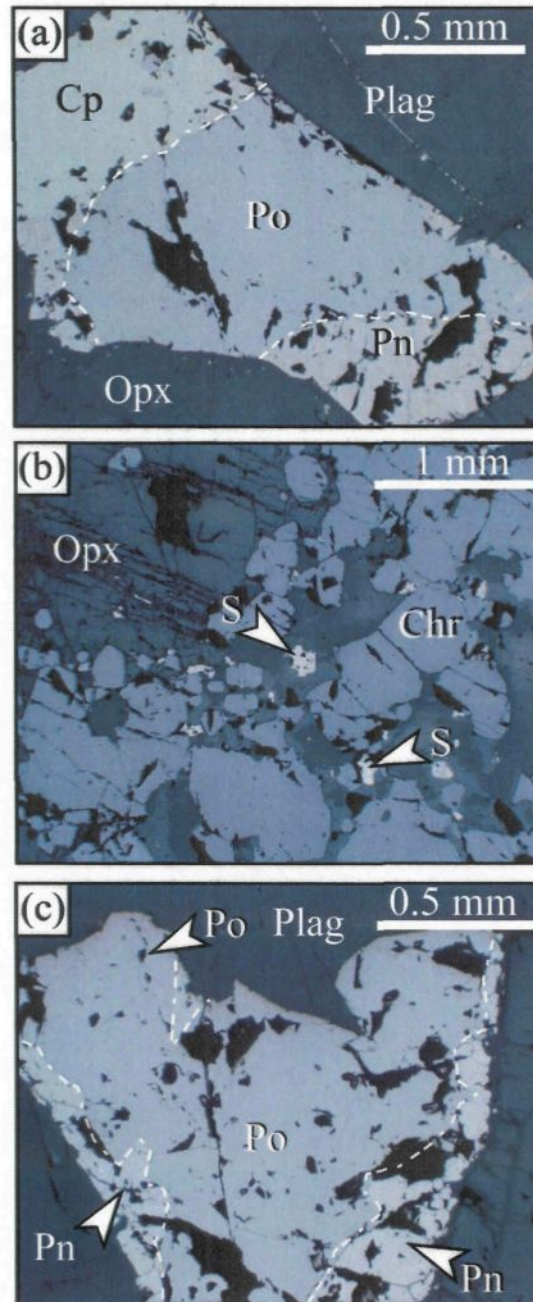 (a)
0.5 mm
Cp
Plag
Po
Pn
Opx
(b)
1 mm
Opx
S
Chr
S
(c)
0.5 mm
Po Plag
Po
Pn
Pn